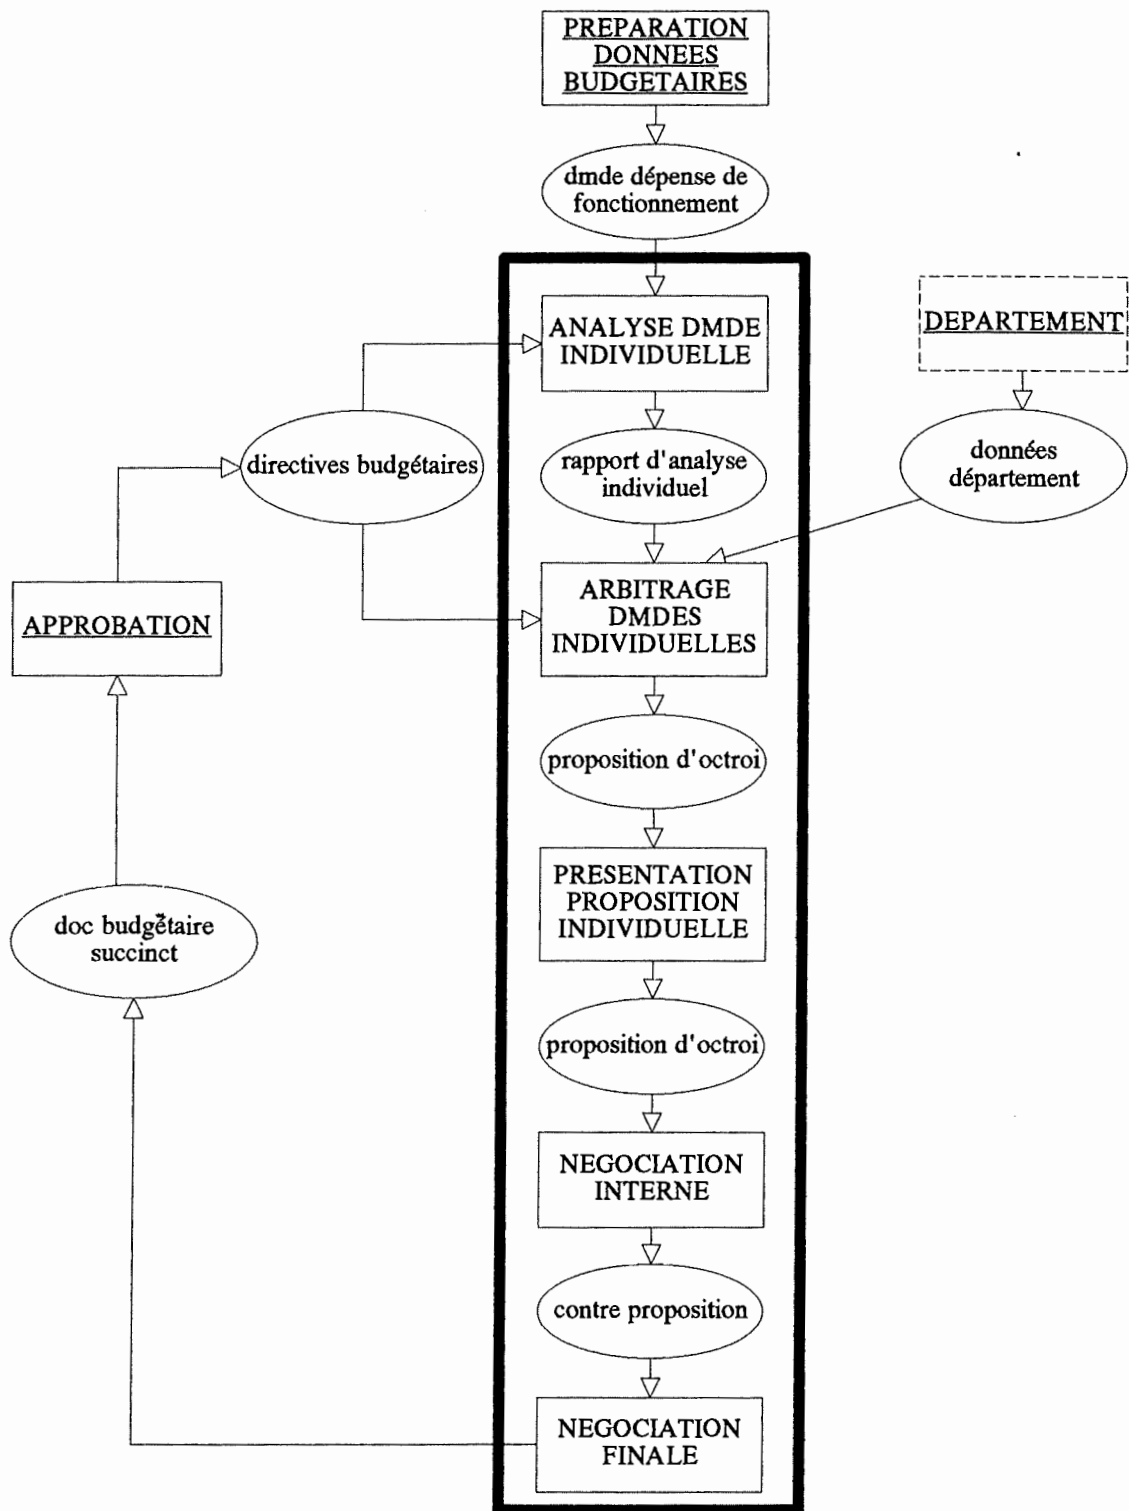 PREPARATION
DONNEES
BUDGETAIRES
dmde dépense de
fonctionnement
ANALYSE DMDE
INDIVIDUELLE
DEPARTEMENT
directives budgétaires
rapport d'analyse
individuel
données
département
APPROBATION
ARBITRAGE
DMDES
INDIVIDUELLES
proposition d'octroi
PRESENTATION
PROPOSITION
INDIVIDUELLE
doc budgétaire
succinct
proposition d'octroi
NEGOCIATION
INTERNE
contre proposition
NEGOCIATION
FINALE